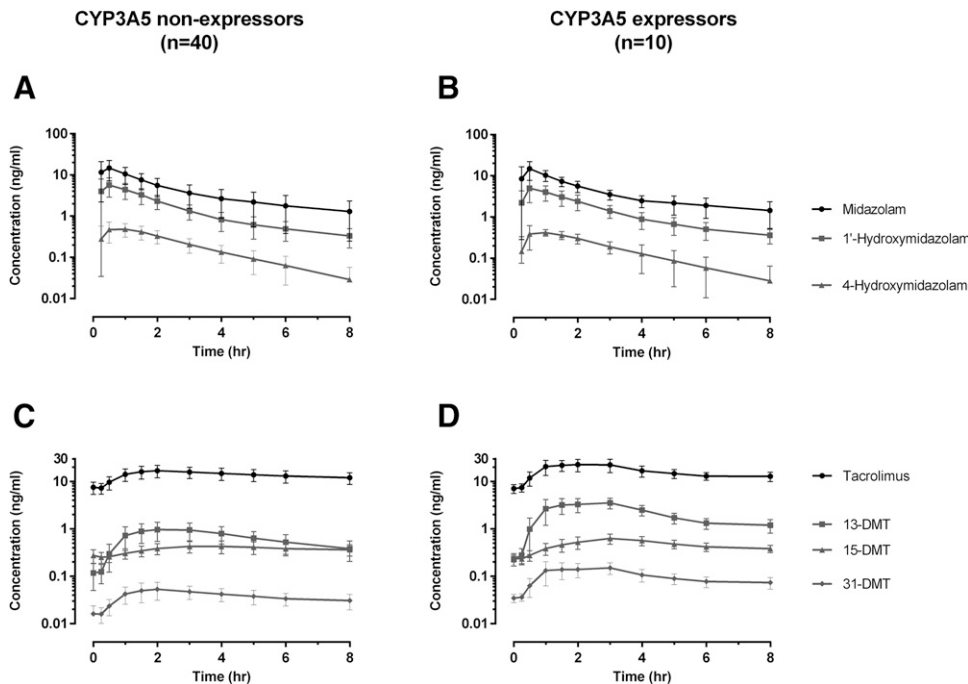 CYP3A5 non-expressors
(n=40)
CYP3A5 expressors
(n=10)
A
Concentration (ng/ml)
100
10
1
0.1
0.01
0
2
4
6
8
Time (hr)
B
Concentration (ng/ml)
100
10
1
0.1
0.01
0
2
4
6
8
Time (hr)
Midazolam
1'-Hydroxymidazolam
4-Hydroxymidazolam
C
Concentration (ng/ml)
30
10
1
0.1
0.01
0
2
4
6
8
Time (hr)
D
Concentration (ng/ml)
30
10
1
0.1
0.01
0
2
4
6
8
Time (hr)
Tacrolimus
13-DMT
15-DMT
31-DMT